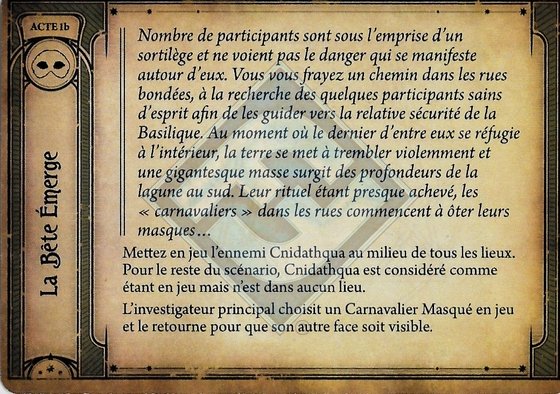 ACTE 1b
La Bête Émerge
Nombre de participants sont sous l'emprise d'un
sortilège et ne voient pas le danger qui se manifeste
autour d'eux. Vous vous frayez un chemin dans les rues
bondées, à la recherche des quelques participants sains
d'esprit afin de les guider vers la relative sécurité de la
Basilique. Au moment où le dernier d'entre eux se réfugie
à l'intérieur, la terre se met à trembler violemment et
une gigantesque masse surgit des profondeurs de la
lagune au sud. Leur rituel étant presque achevé, les
« carnavaliers » dans les rues commencent à ôter leurs
masques…
Mettez en jeu l'ennemi Cnidathqua au milieu de tous les lieux.
Pour le reste du scénario, Cnidathqua est considéré comme
étant en jeu mais n'est dans aucun lieu.
L'investigateur principal choisit un Carnavalier Masqué en jeu
et le retourne pour que son autre face soit visible.